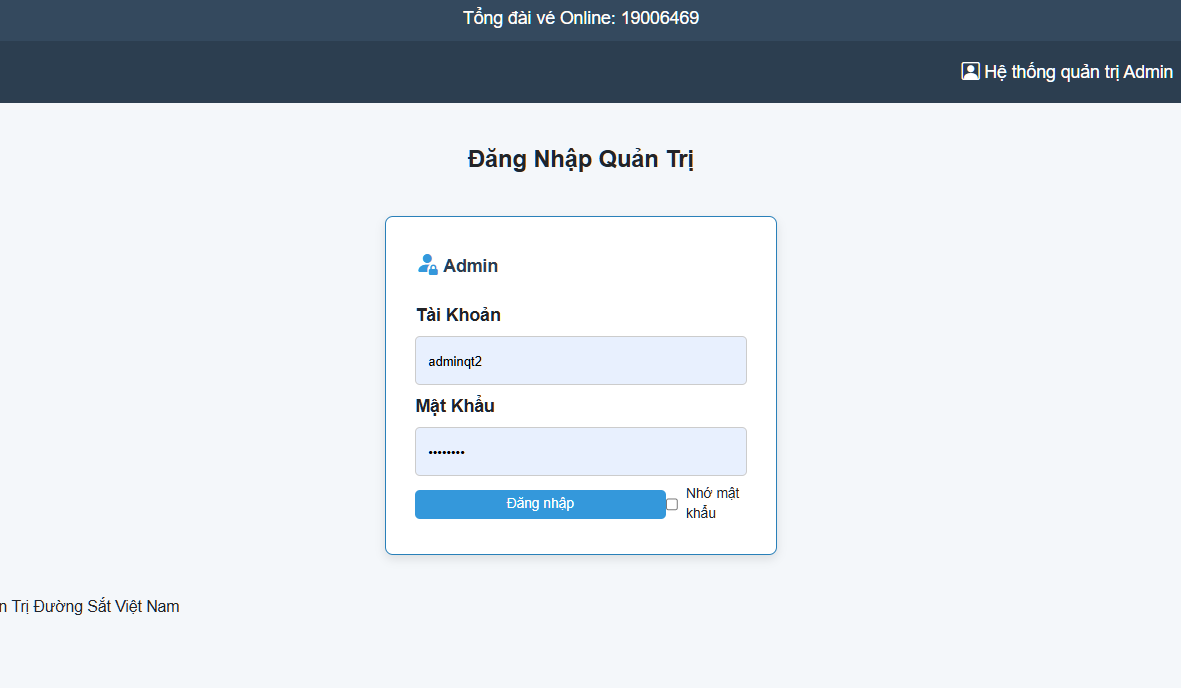 Tổng đài vé Online: 19006469
Hệ thống quản trị Admin
Đăng Nhập Quản Trị
Admin
Tài Khoản
adminqt2
Mật Khẩu
••••••••
Đăng nhập
Nhớ mật
khẩu
n Trị Đường Sắt Việt Nam